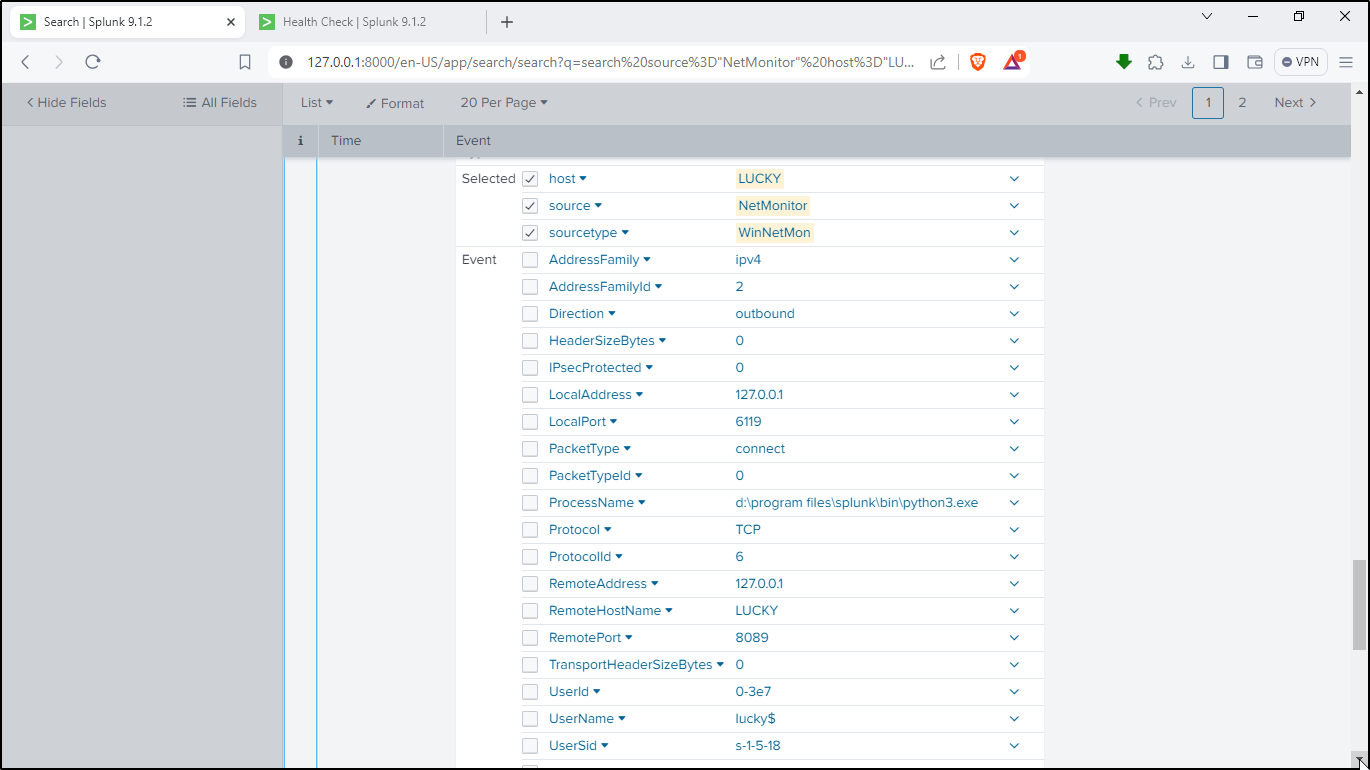 Search | Splunk 9.1.2
Health Check | Splunk 9.1.2
127.0.0.1:8000/en-US/app/search/search?q=search%20source%3D"NetMonitor"%20host%3D"LU...
1
VPN
Hide Fields
All Fields
List
Format
20 Per Page
Prev
1
2
Next
i Time Event
Selected host LUCKY
source NetMonitor
sourcetype WinNetMon
Event AddressFamily ipv4
AddressFamilyId 2
Direction outbound
HeaderSizeBytes 0
IPsecProtected 0
LocalAddress 127.0.0.1
LocalPort 6119
PacketType connect
PacketTypeId 0
ProcessName d:\program files\splunk\bin\python3.exe
Protocol TCP
ProtocolId 6
RemoteAddress 127.0.0.1
RemoteHostName LUCKY
RemotePort 8089
TransportHeaderSizeBytes 0
UserId 0-3e7
UserName lucky$
UserSid s-1-5-18